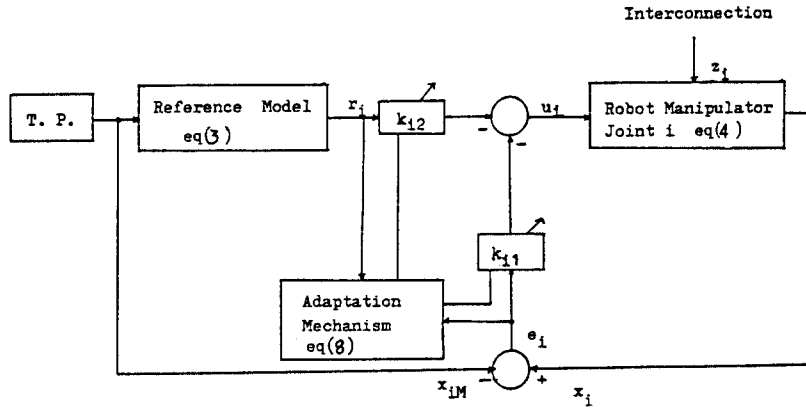 Interconnection
z_i
T. P.
Reference Model
eq(3)
r_i
k_i2
-
-
u_i
Robot Manipulator
Joint i eq(4)
k_i1
Adaptation
Mechanism
eq(8)
e_i
x_iM
-
+
x_i